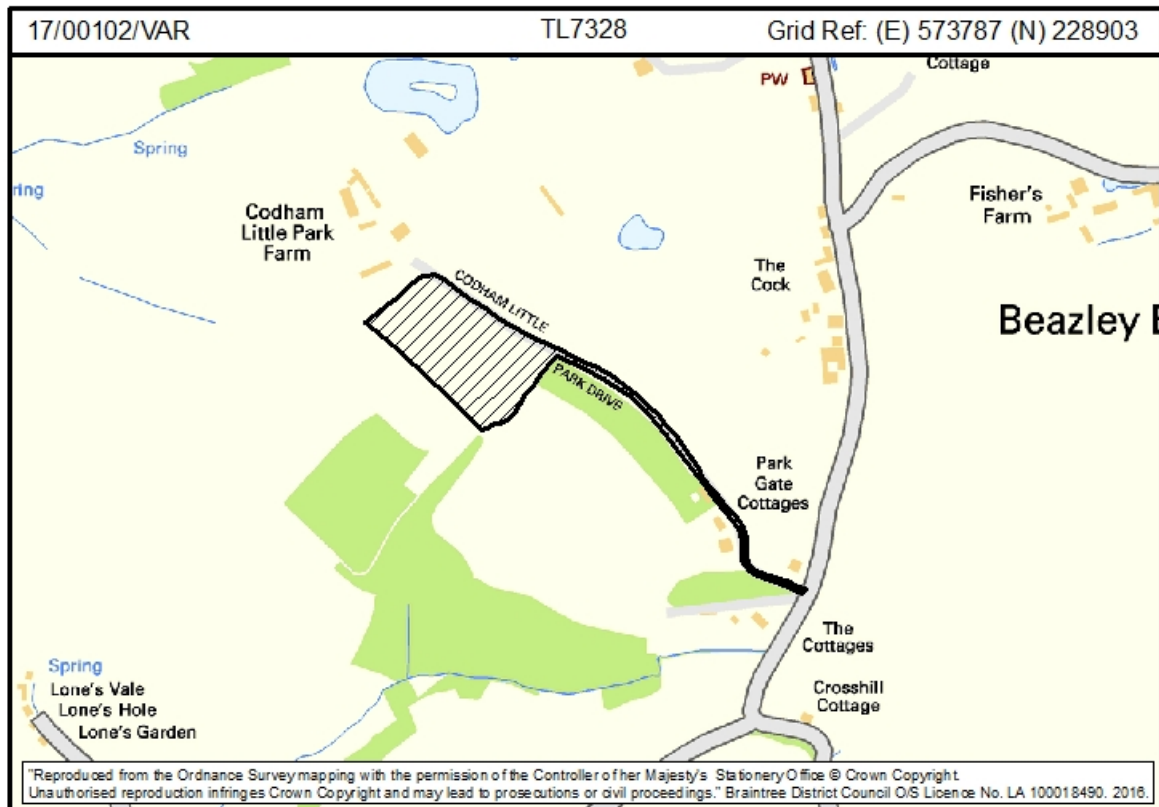 17/00102/VAR TL7328 Grid Ref: (E) 573787 (N) 228903
Cottage
PW
Spring
ring
Fisher's
Farm
Codham
Little Park
Farm
The
Cock
CODHAM LITTLE
Beazley E
PARK DRIVE
Park
Gate
Cottages
The
Cottages
Spring
Lone's Vale
Lone's Hole
Lone's Garden
Crosshill
Cottage
"Reproduced from the Ordnance Survey mapping with the permission of the Controller of her Majesty's Stationery Office © Crown Copyright.
Unauthorised reproduction infringes Crown Copyright and may lead to prosecutions or civil proceedings." Braintree District Council O/S Licence No. LA 100018490. 2016.